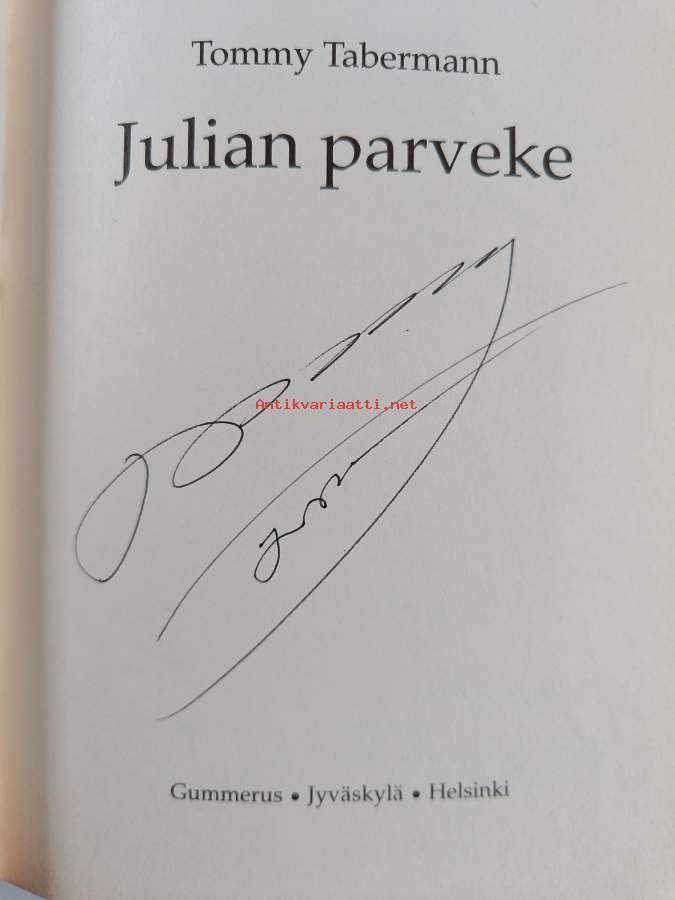 Tommy Tabermann
Julian parveke
Antikvariaatti.net
Gummerus • Jyväskylä • Helsinki